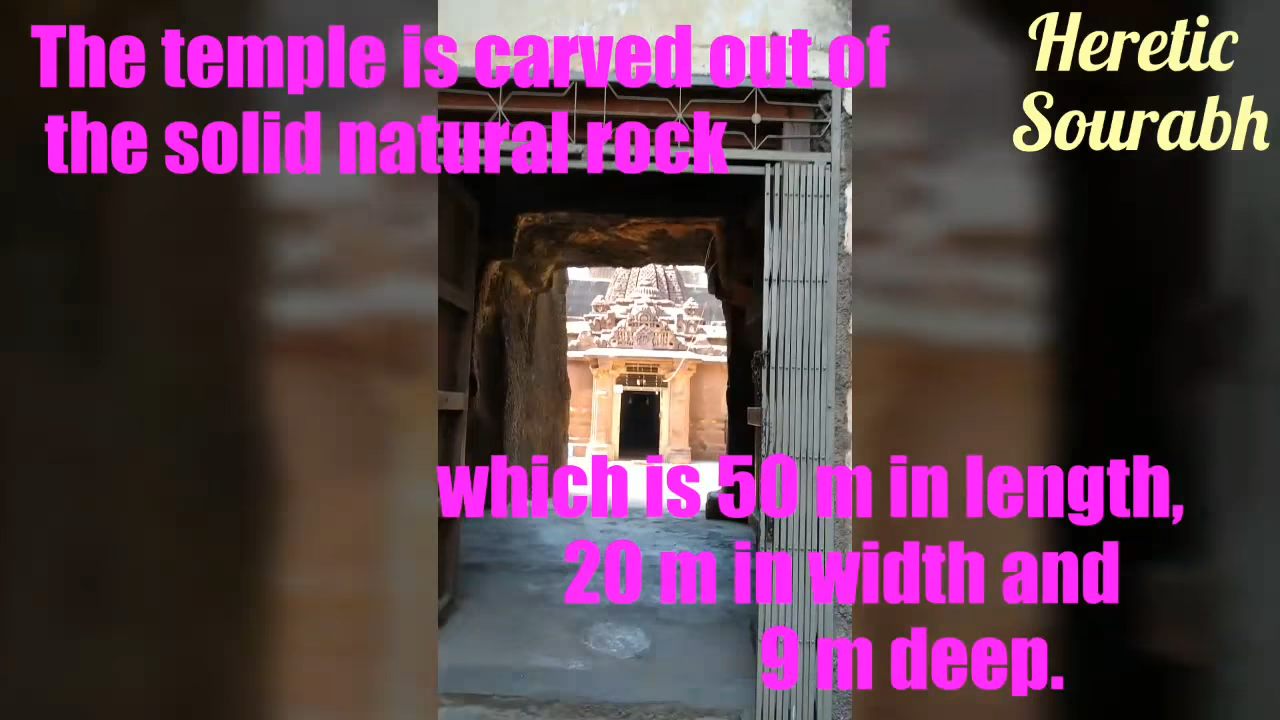 The temple is carved out of
the solid natural rock
Heretic
Sourabh
which is 50 m in length,
20 m in width and
9 m deep.